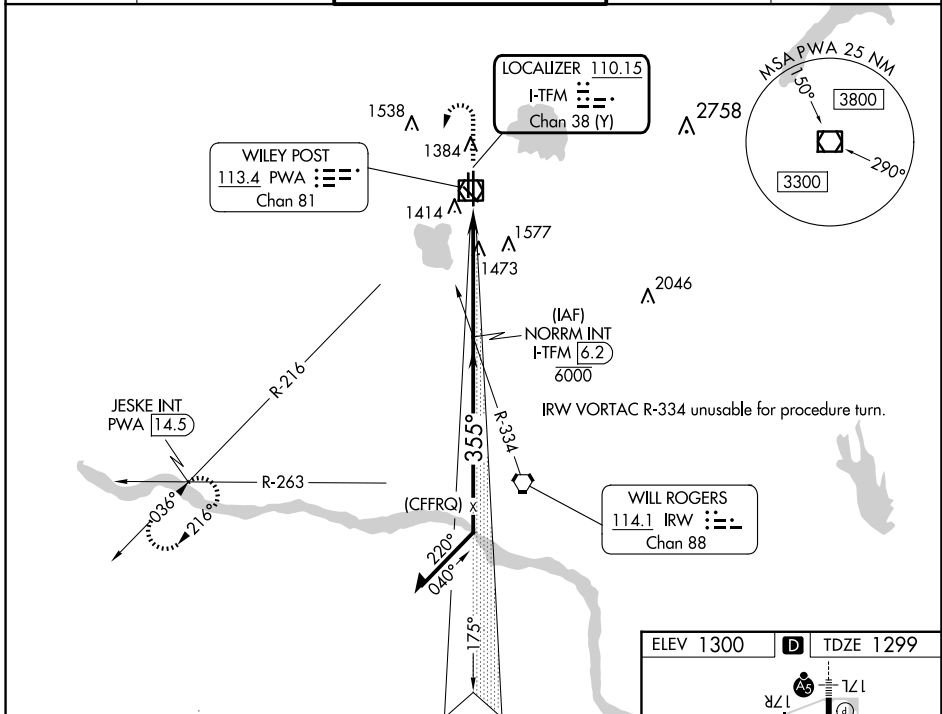 LOCALIZER 110.15
I-TFM
Chan 38 (Y)
MSA PWA 25 NM
150°
3800
290°
3300
1538
1384
2758
WILEY POST
113.4 PWA
Chan 81
1414
1577
1473
2046
(IAF)
NORRM INT
I-TFM 6.2
6000
R-216
IRW VORTAC R-334 unusable for procedure turn.
JESKE INT
PWA 14.5
R-334
355°
R-263
036°
216°
(CFFRQ) X
WILL ROGERS
114.1 IRW
Chan 88
220°
040°
175°
ELEV 1300 D TDZE 1299
A5
17L
17R
P